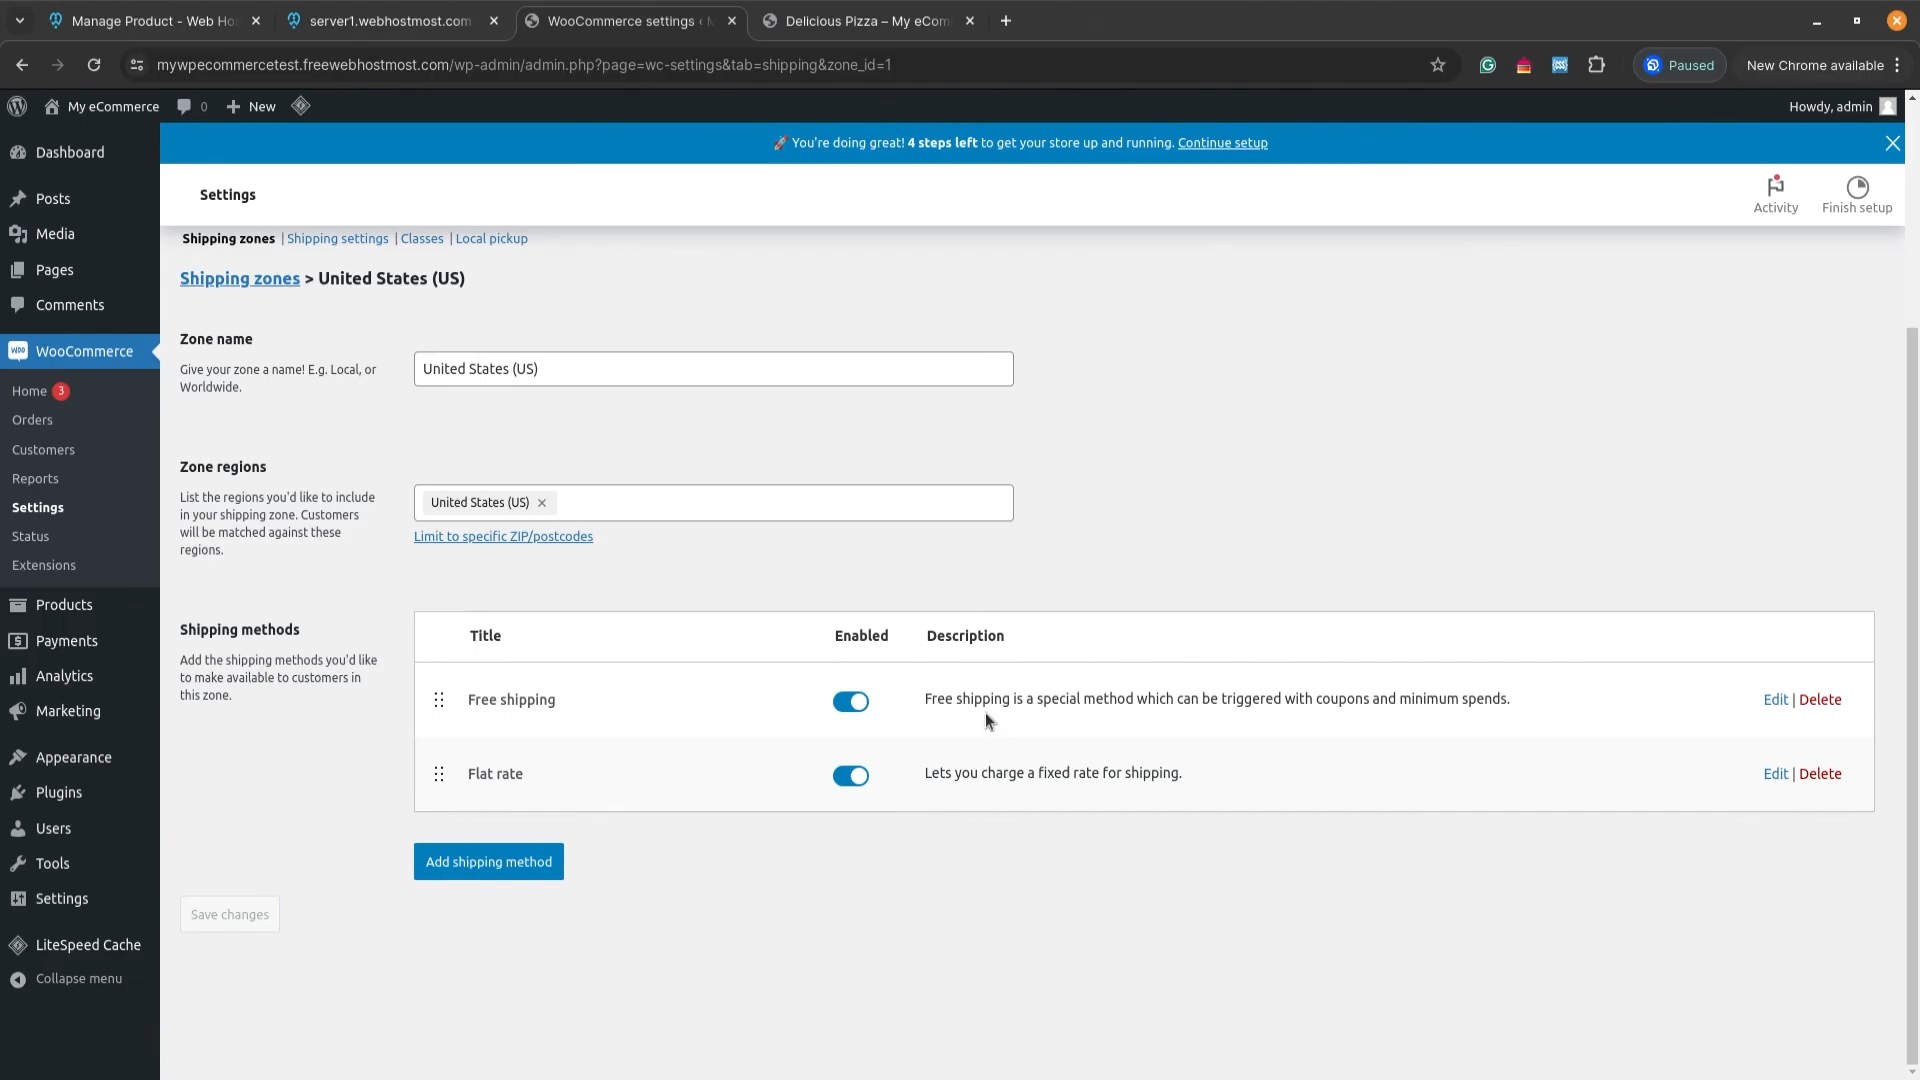 Manage Product - Web Ho
server1.webhostmost.com
WooCommerce settings ‹ M
Delicious Pizza – My eCom
mywpecommercetest.freewebhostmost.com/wp-admin/admin.php?page=wc-settings&tab=shipping&zone_id=1
Paused
New Chrome available
My eCommerce
0
New
Howdy, admin
🚀 You're doing great! 4 steps left to get your store up and running. Continue setup
Settings
Activity
Finish setup
Dashboard
Posts
Media
Pages
Comments
WooCommerce
Home 3
Orders
Customers
Reports
Settings
Status
Extensions
Products
Payments
Analytics
Marketing
Appearance
Plugins
Users
Tools
Settings
LiteSpeed Cache
Collapse menu
Shipping zones | Shipping settings | Classes | Local pickup
Shipping zones > United States (US)
Zone name
Give your zone a name! E.g. Local, or
Worldwide.
United States (US)
Zone regions
List the regions you'd like to include
in your shipping zone. Customers
will be matched against these
regions.
United States (US) ×
Limit to specific ZIP/postcodes
Shipping methods
Add the shipping methods you'd like
to make available to customers in
this zone.
Title
Enabled
Description
Free shipping
Free shipping is a special method which can be triggered with coupons and minimum spends.
Edit | Delete
Flat rate
Lets you charge a fixed rate for shipping.
Edit | Delete
Add shipping method
Save changes